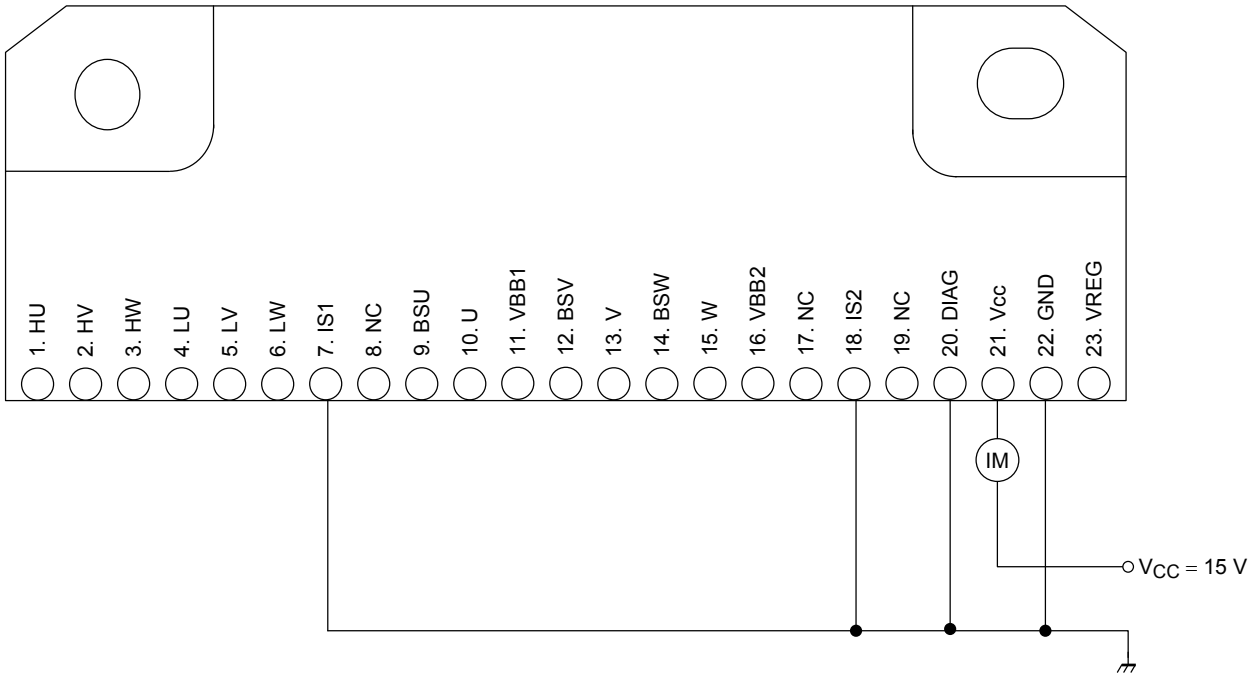 1. HU
2. HV
3. HW
4. LU
5. LV
6. LW
7. IS1
8. NC
9. BSU
10. U
11. VBB1
12. BSV
13. V
14. BSW
15. W
16. VBB2
17. NC
18. IS2
19. NC
20. DIAG
21. Vcc
22. GND
23. VREG
IM
VCC = 15 V